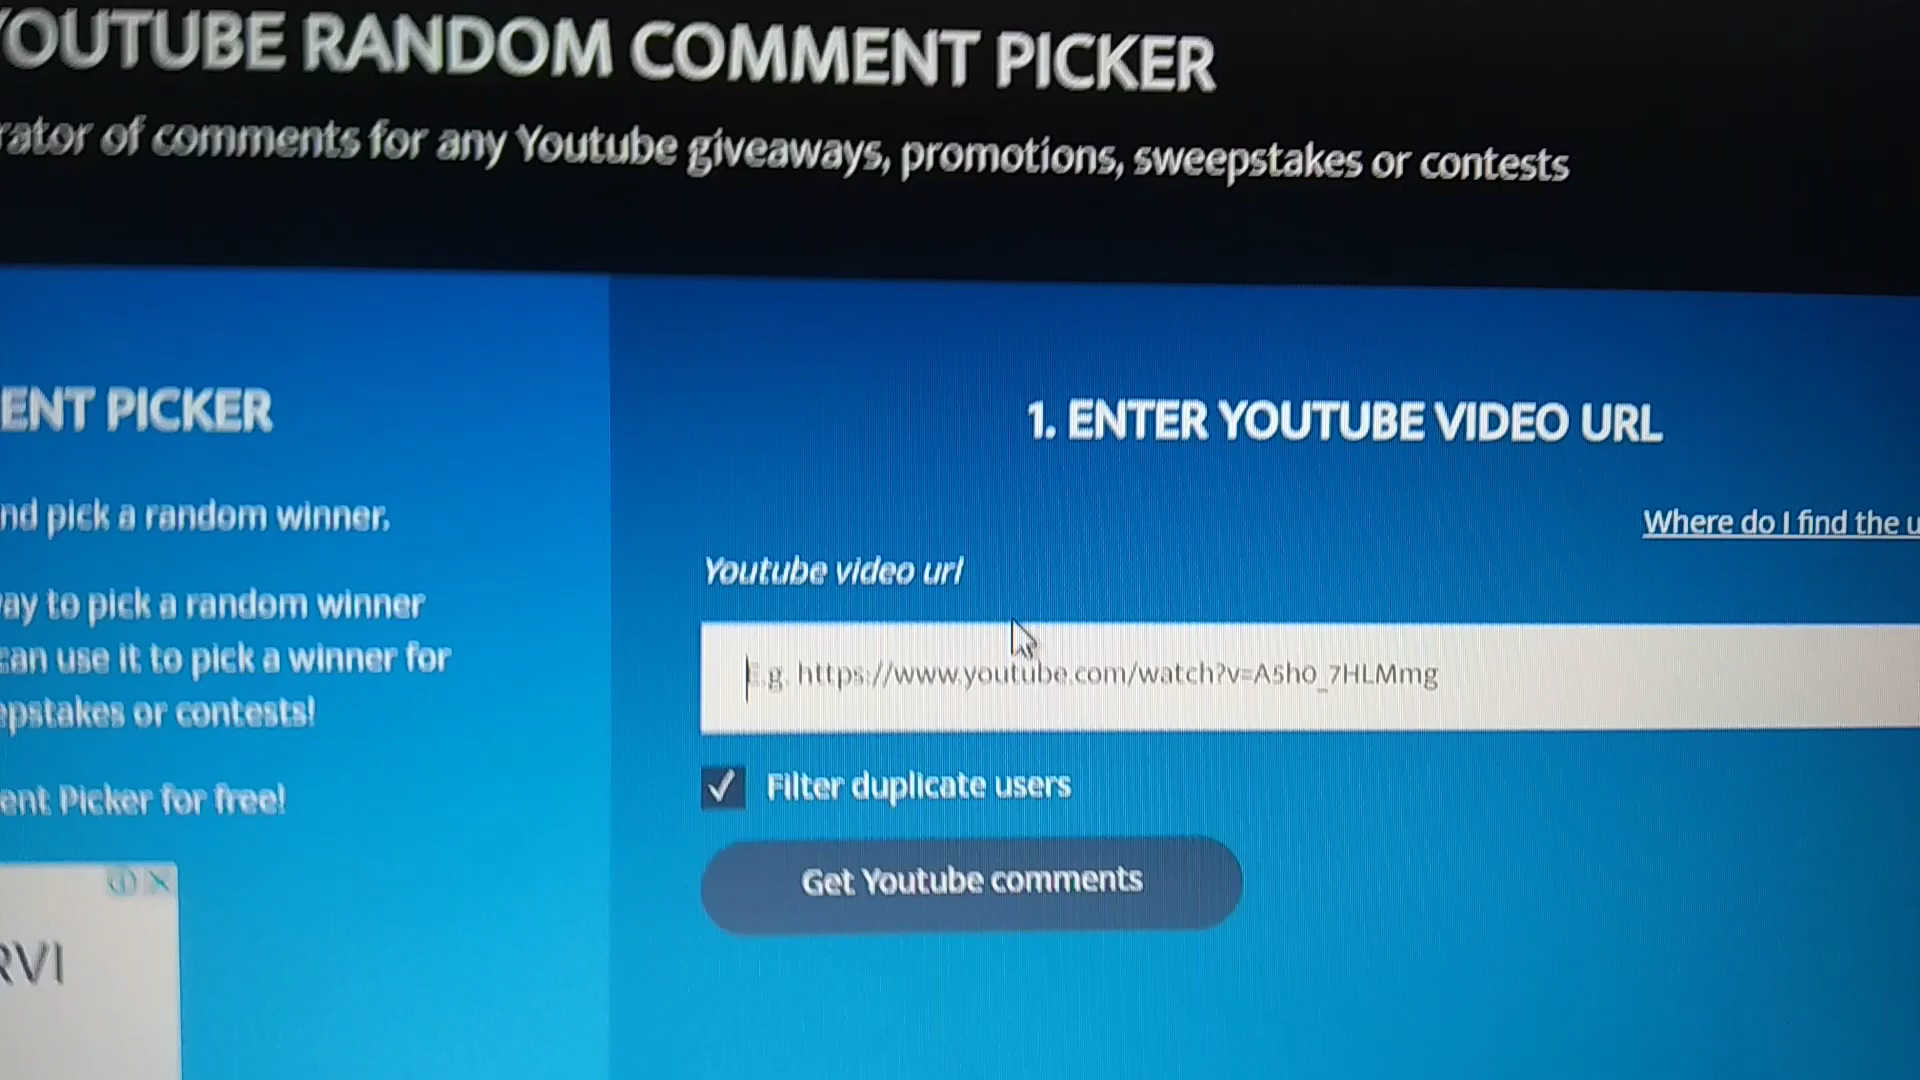 YOUTUBE RANDOM COMMENT PICKER
rator of comments for any Youtube giveaways, promotions, sweepstakes or contests
ENT PICKER
nd pick a random winner.
ay to pick a random winner
can use it to pick a winner for
epstakes or contests!
ent Picker for free!
RVI
1. ENTER YOUTUBE VIDEO URL
Where do I find the u
Youtube video url
E.g. https://www.youtube.com/watch?v=A5h0_7HLMmg
Filter duplicate users
Get Youtube comments